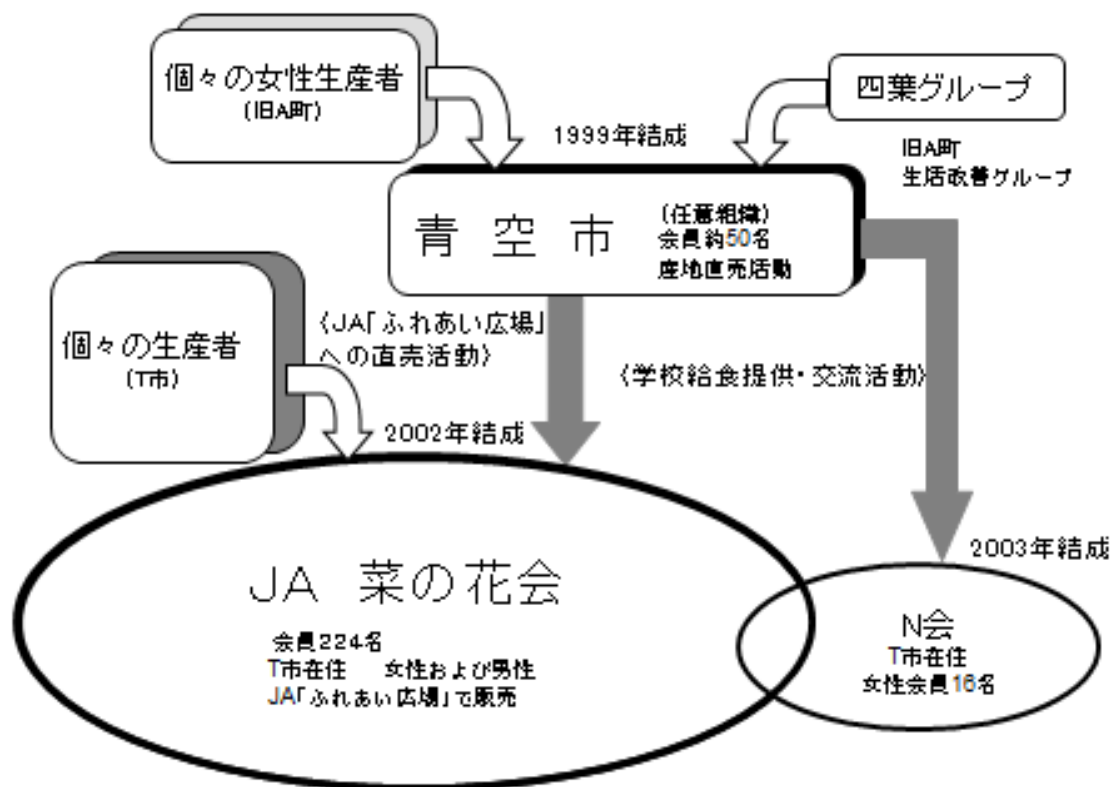 個々の女性生産者
(旧A町)
四葉グループ
1999年結成
旧A町
生活改善グループ
青空市
(任意組織)
会員約50名
産地直売活動
個々の生産者
(T市)
〈JA「ふれあい広場」
への直売活動〉
〈学校給食提供・交流活動〉
2002年結成
2003年結成
JA 菜の花会
会員224名
T市在住 女性および男性
JA「ふれあい広場」で販売
N会
T市在住
女性会員16名